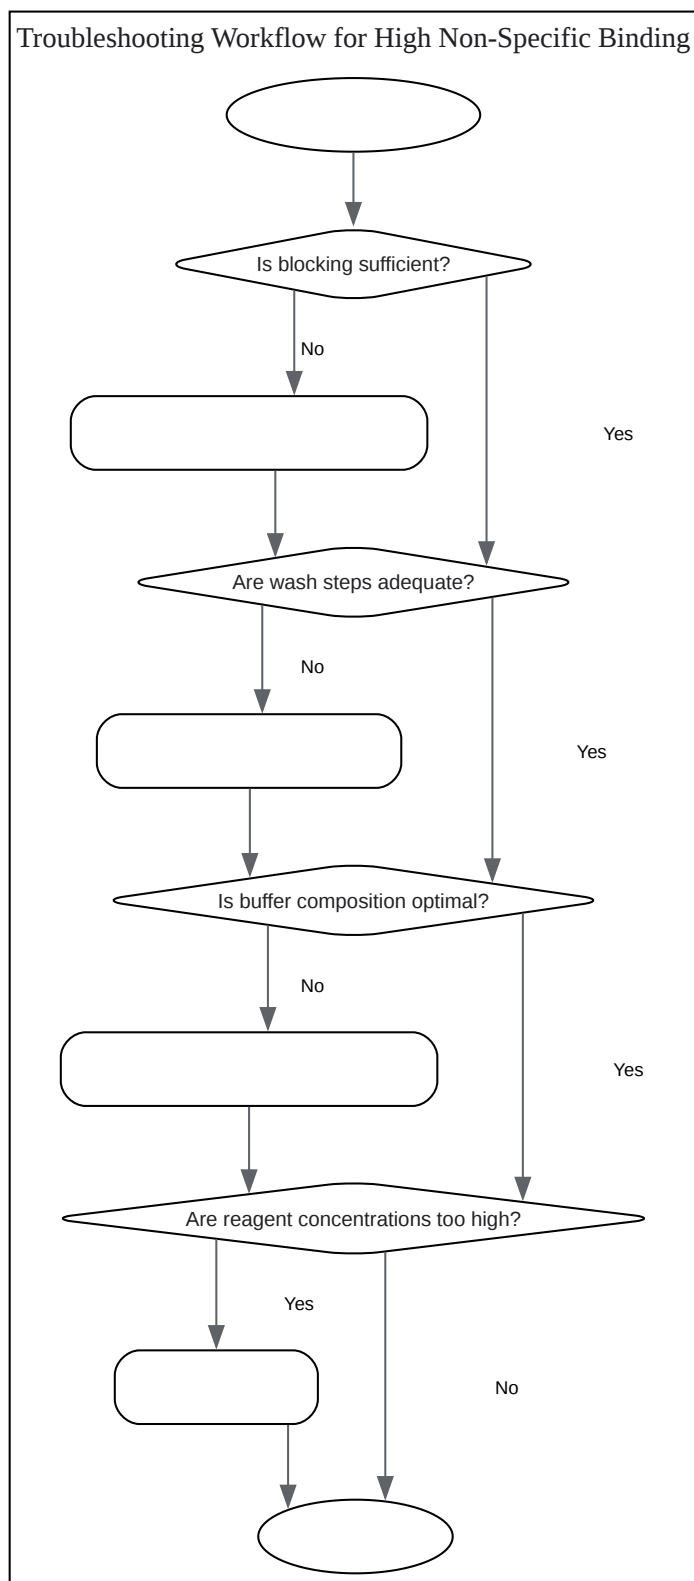 Troubleshooting Workflow for High Non-Specific Binding
Is blocking sufficient?
No
Yes
Are wash steps adequate?
No
Yes
Is buffer composition optimal?
No
Yes
Are reagent concentrations too high?
Yes
No